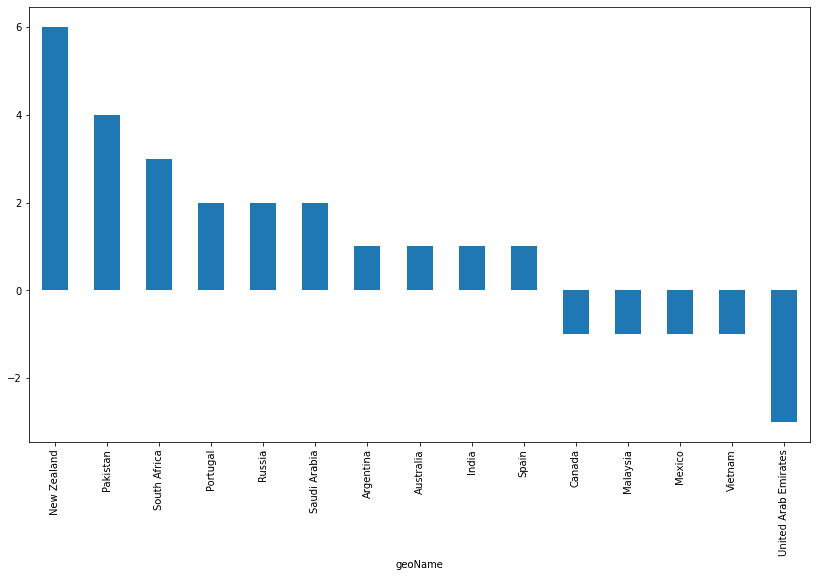 6
4
2
0
−2
New Zealand
Pakistan
South Africa
Portugal
Russia
Saudi Arabia
Argentina
Australia
India
Spain
Canada
Malaysia
Mexico
Vietnam
United Arab Emirates
geoName